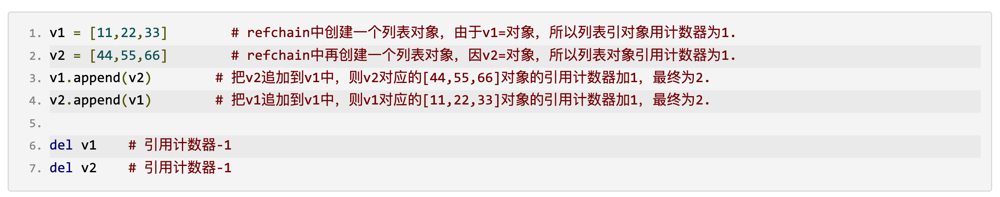 1. v1 = [11,22,33]        # refchain中创建一个列表对象, 由于v1=对象, 所以列表引对象用计数器为1.
2. v2 = [44,55,66]        # refchain中再创建一个列表对象, 因v2=对象, 所以列表对象引用计数器为1.
3. v1.append(v2)        # 把v2追加到v1中, 则v2对应的[44,55,66]对象的引用计数器加1, 最终为2.
4. v2.append(v1)        # 把v1追加到v1中, 则v1对应的[11,22,33]对象的引用计数器加1, 最终为2.
5.
6. del v1    # 引用计数器-1
7. del v2    # 引用计数器-1